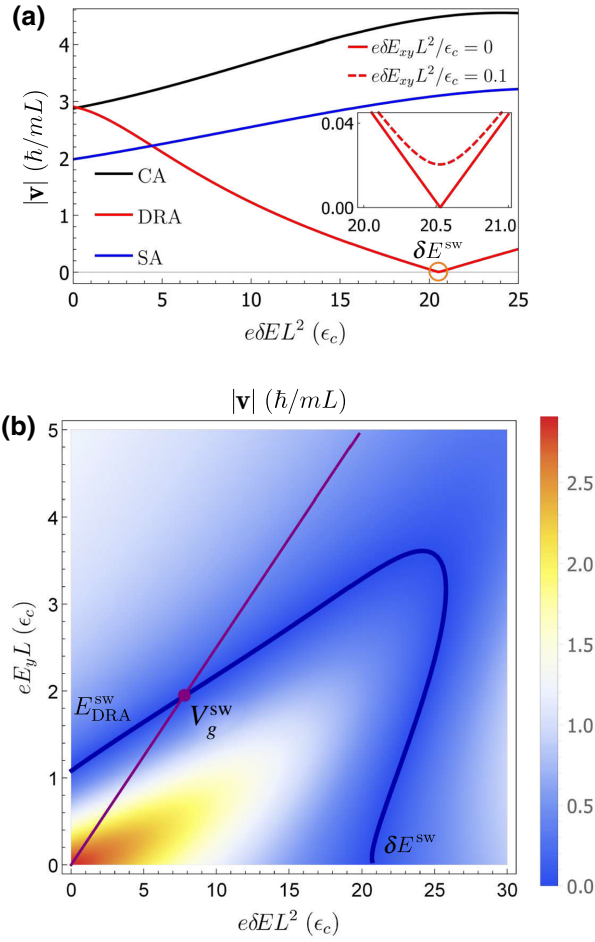 (a)
|v| (ħ/mL)
4
3
2
1
0
eδE_{xy}L²/ϵ_c = 0
eδE_{xy}L²/ϵ_c = 0.1
0.04
0.00
20.0 20.5 21.0
CA
DRA
SA
δE^{sw}
0 5 10 15 20 25
eδEL² (ϵ_c)
|v| (ħ/mL)
(b)
eE_yL (ϵ_c)
5
4
3
2
1
0
E^{sw}_{DRA}
V^{sw}_g
δE^{sw}
0 5 10 15 20 25 30
eδEL² (ϵ_c)
2.5
2.0
1.5
1.0
0.5
0.0